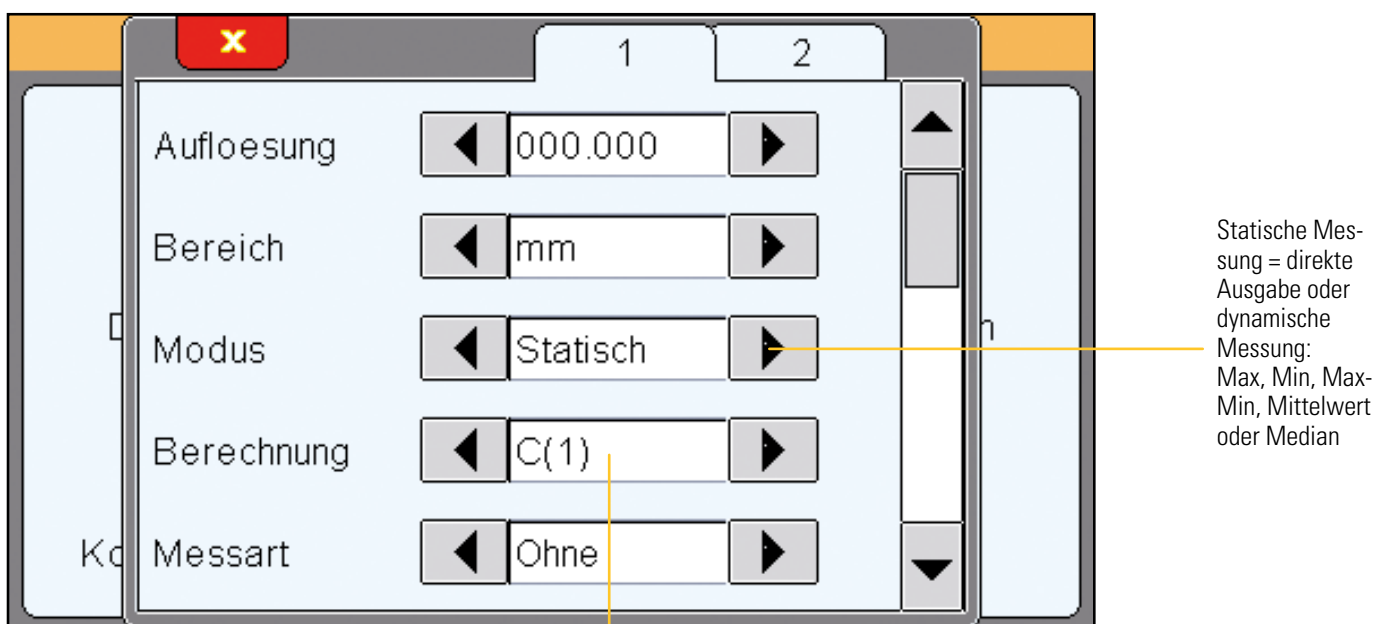 x
1
2
Aufloesung
000.000
Bereich
mm
Modus
Statisch
Berechnung
C(1)
Ko
Messart
Ohne
Statische Mes-
sung = direkte
Ausgabe oder
dynamische
Messung:
Max, Min, Max-
Min, Mittelwert
oder Median